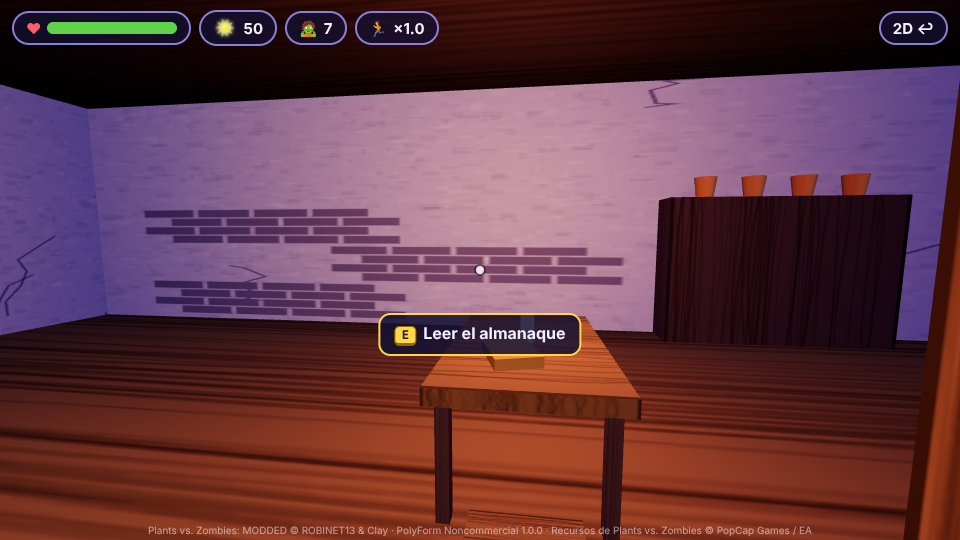 50
7
×1.0
2D
E Leer el almanaque
Plants vs. Zombies: MODDED © ROBINET13 & Clay · PolyForm Noncommercial 1.0.0 · Recursos de Plants vs. Zombies © PopCap Games / EA